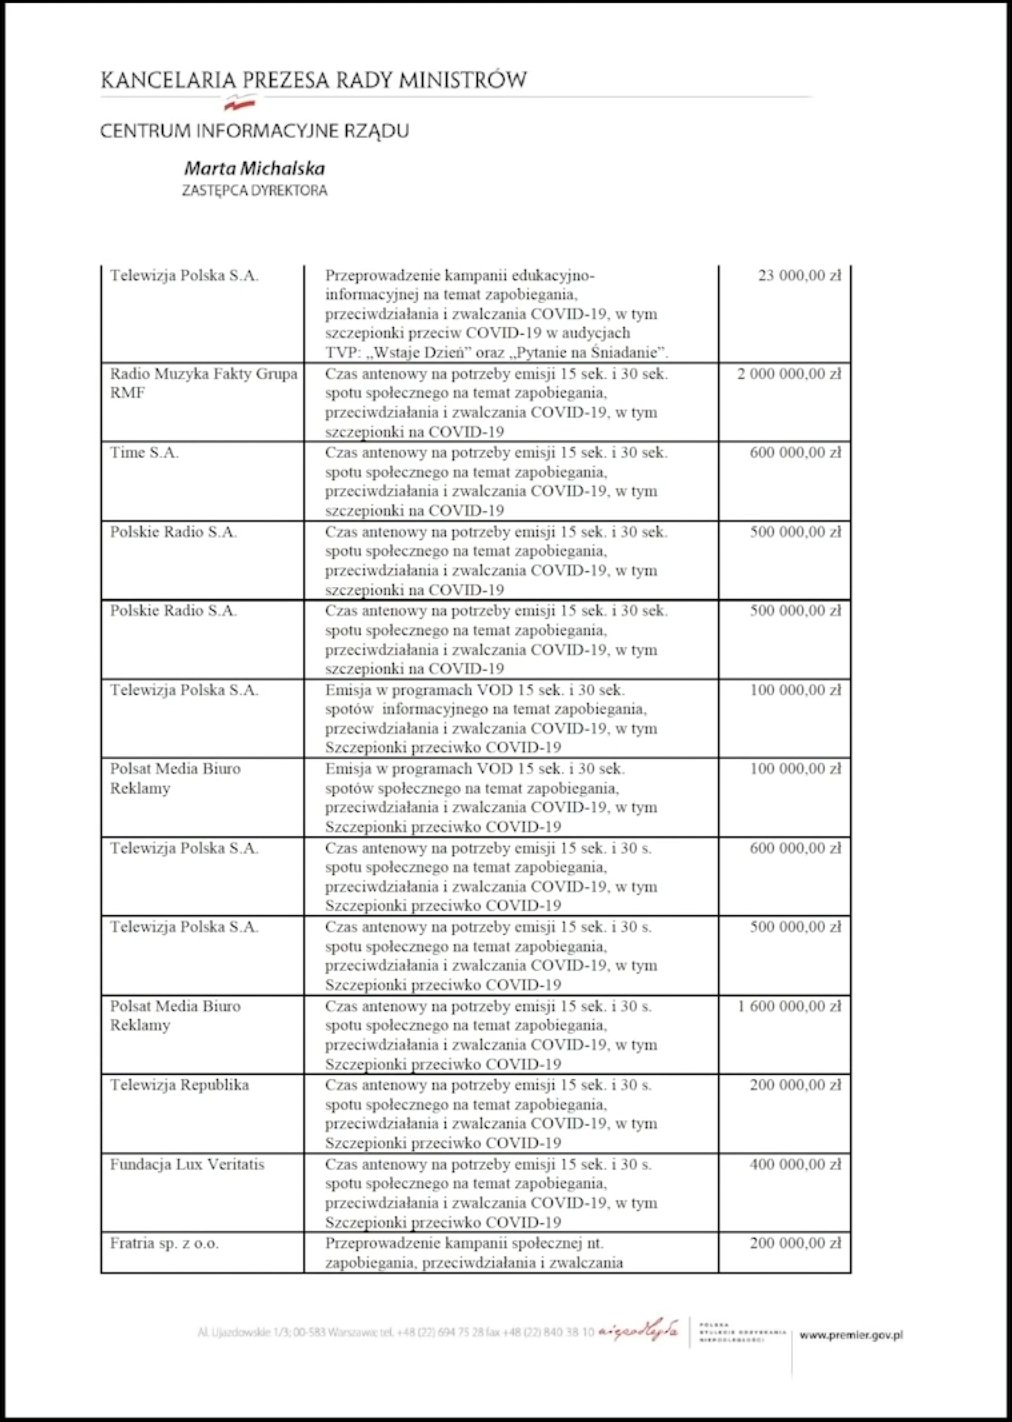 KANCELARIA PREZESA RADY MINISTRÓW
CENTRUM INFORMACYJNE RZĄDU
Marta Michalska
ZASTĘPCA DYREKTORA
Telewizja Polska S.A. Przeprowadzenie kampanii edukacyjno- 23 000,00 zł
informacyjnej na temat zapobiegania,
przeciwdziałania i zwalczania COVID-19, w tym
szczepionki przeciw COVID-19 w audycjach
TVP: „Wstaje Dzień” oraz „Pytanie na Śniadanie”.
Radio Muzyka Fakty Grupa Czas antenowy na potrzeby emisji 15 sek. i 30 sek. 2 000 000,00 zł
RMF spotu społecznego na temat zapobiegania,
przeciwdziałania i zwalczania COVID-19, w tym
szczepionki na COVID-19
Time S.A. Czas antenowy na potrzeby emisji 15 sek. i 30 sek. 600 000,00 zł
spotu społecznego na temat zapobiegania,
przeciwdziałania i zwalczania COVID-19, w tym
szczepionki na COVID-19
Polskie Radio S.A. Czas antenowy na potrzeby emisji 15 sek. i 30 sek. 500 000,00 zł
spotu społecznego na temat zapobiegania,
przeciwdziałania i zwalczania COVID-19, w tym
szczepionki na COVID-19
Polskie Radio S.A. Czas antenowy na potrzeby emisji 15 sek. i 30 sek. 500 000,00 zł
spotu społecznego na temat zapobiegania,
przeciwdziałania i zwalczania COVID-19, w tym
szczepionki na COVID-19
Telewizja Polska S.A. Emisja w programach VOD 15 sek. i 30 sek. 100 000,00 zł
spotów informacyjnego na temat zapobiegania,
przeciwdziałania i zwalczania COVID-19, w tym
Szczepionki przeciwko COVID-19
Polsat Media Biuro Emisja w programach VOD 15 sek. i 30 sek. 100 000,00 zł
Reklamy spotów społecznego na temat zapobiegania,
przeciwdziałania i zwalczania COVID-19, w tym
Szczepionki przeciwko COVID-19
Telewizja Polska S.A. Czas antenowy na potrzeby emisji 15 sek. i 30 s. 600 000,00 zł
spotu społecznego na temat zapobiegania,
przeciwdziałania i zwalczania COVID-19, w tym
Szczepionki przeciwko COVID-19
Telewizja Polska S.A. Czas antenowy na potrzeby emisji 15 sek. i 30 s. 500 000,00 zł
spotu społecznego na temat zapobiegania,
przeciwdziałania i zwalczania COVID-19, w tym
Szczepionki przeciwko COVID-19
Polsat Media Biuro Czas antenowy na potrzeby emisji 15 sek. i 30 s. 1 600 000,00 zł
Reklamy spotu społecznego na temat zapobiegania,
przeciwdziałania i zwalczania COVID-19, w tym
Szczepionki przeciwko COVID-19
Telewizja Republika Czas antenowy na potrzeby emisji 15 sek. i 30 s. 200 000,00 zł
spotu społecznego na temat zapobiegania,
przeciwdziałania i zwalczania COVID-19, w tym
Szczepionki przeciwko COVID-19
Fundacja Lux Veritatis Czas antenowy na potrzeby emisji 15 sek. i 30 s. 400 000,00 zł
spotu społecznego na temat zapobiegania,
przeciwdziałania i zwalczania COVID-19, w tym
Szczepionki przeciwko COVID-19
Fratria sp. z o.o. Przeprowadzenie kampanii społecznej nt. 200 000,00 zł
zapobiegania, przeciwdziałania i zwalczania
Al. Ujazdowskie 1/3; 00-583 Warszawa; tel. +48 (22) 694 75 28 fax +48 (22) 840 38 10 niepodległa
POLSKA
STULECIE ODZYSKANIA
NIEPODLEGŁOŚCI
www.premier.gov.pl